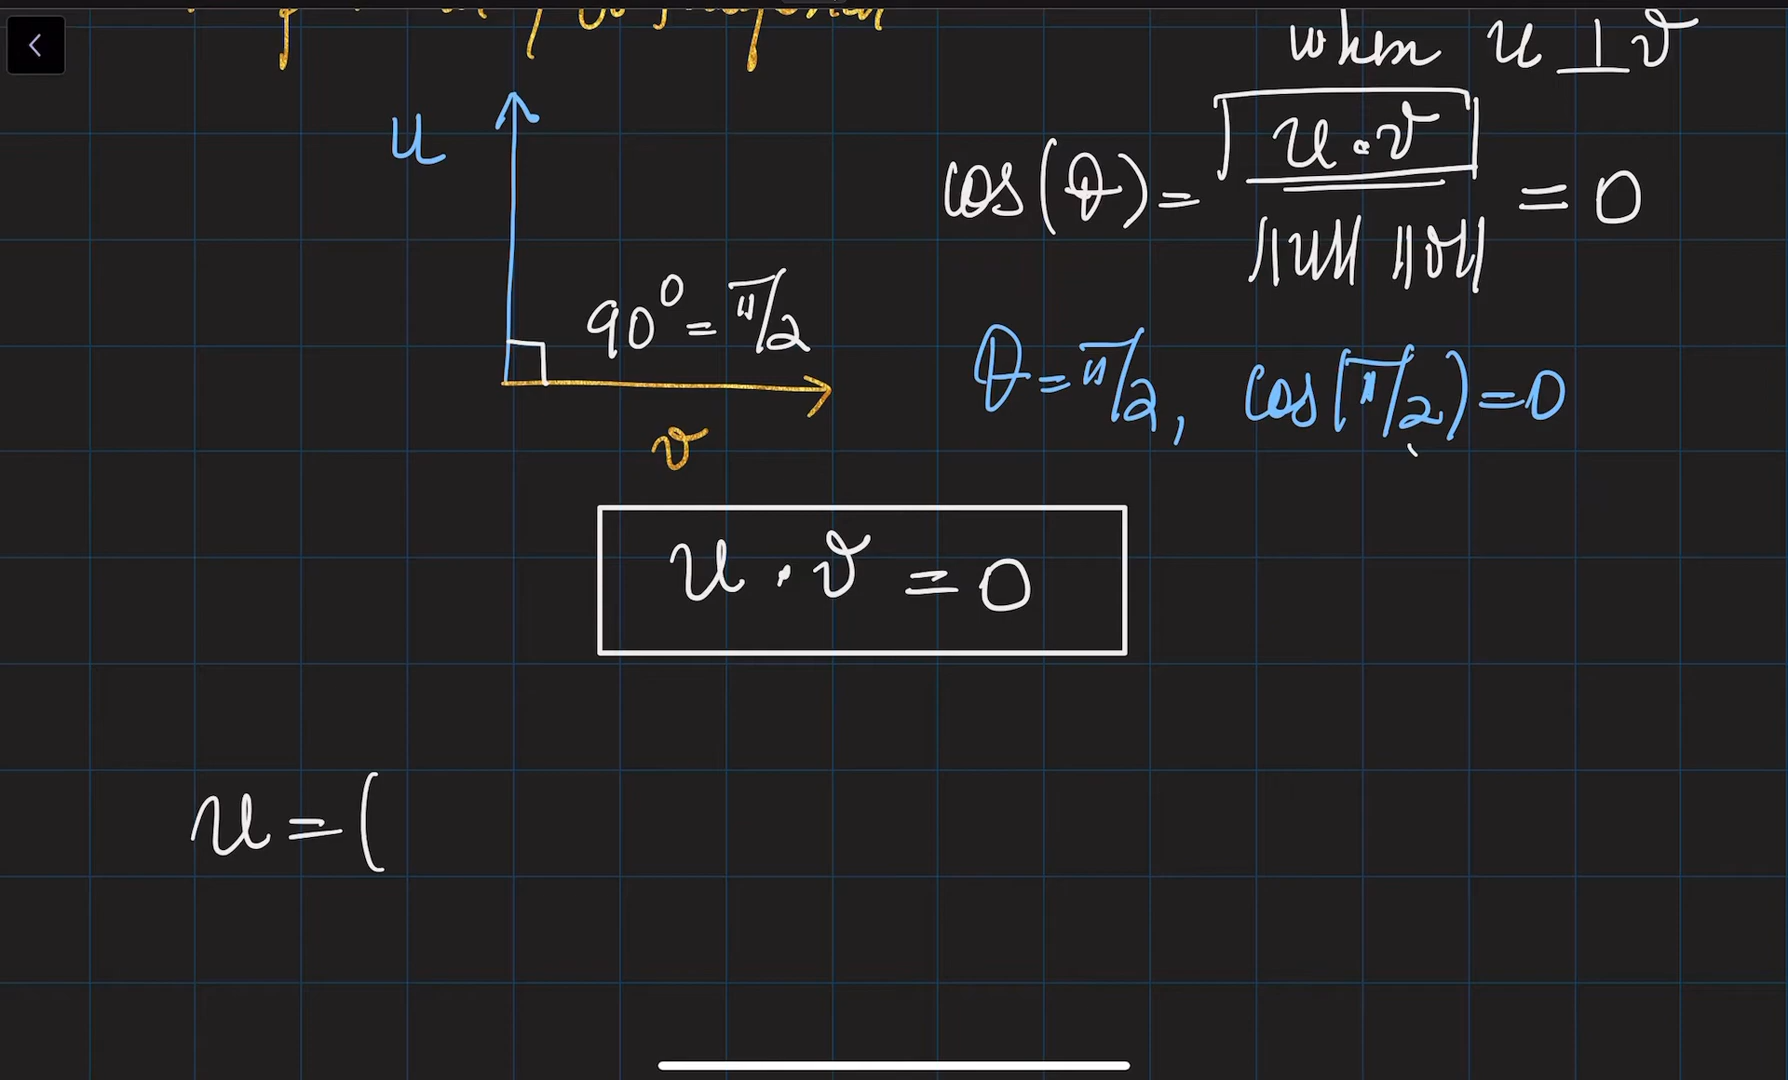 when u ⊥ v
u
cos(θ) = u · v / ||u|| ||v|| = 0
90° = π/2
θ = π/2, cos(π/2) = 0
v
u · v = 0
u = (